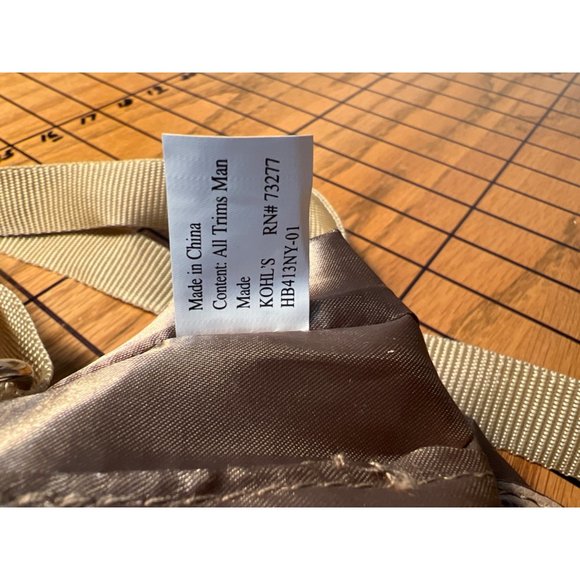 Made in China
Content: All Trims Man
Made
KOHL'S RN# 73277
HB413NY-01